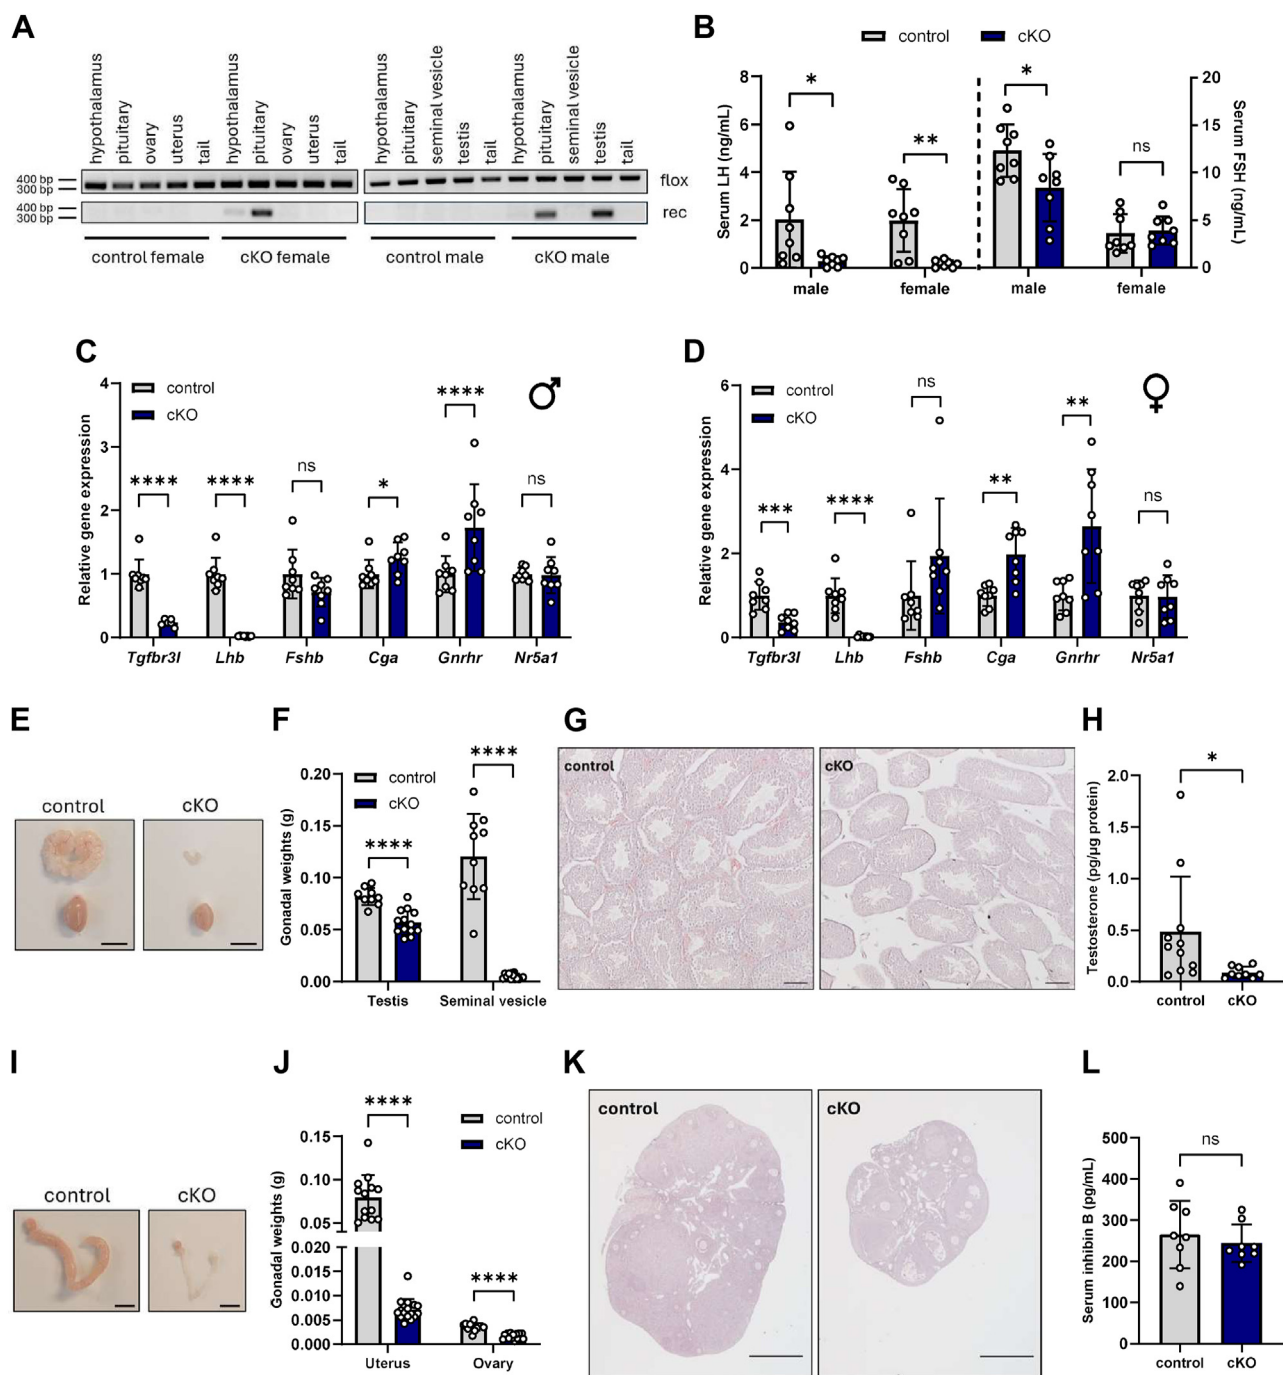 A
hypothalamus
pituitary
ovary
uterus
tail
hypothalamus
pituitary
ovary
uterus
tail
hypothalamus
pituitary
seminal vesicle
testis
tail
hypothalamus
pituitary
seminal vesicle
testis
tail
400 bp
300 bp
flox
400 bp
300 bp
rec
control female
cKO female
control male
cKO male
B
control
cKO
Serum LH (ng/mL)
8
6
4
2
0
*
**
*
ns
20
15
10
5
0
Serum FSH (ng/mL)
male
female
male
female
C
control
cKO
Relative gene expression
4
3
2
1
0
****
****
ns
*
****
ns
Tgfbr3l
Lhb
Fshb
Cga
Gnrhr
Nr5a1
D
control
cKO
Relative gene expression
6
4
2
0
***
****
ns
**
**
ns
Tgfbr3l
Lhb
Fshb
Cga
Gnrhr
Nr5a1
E
control
cKO
F
control
cKO
Gonadal weights (g)
0.20
0.15
0.10
0.05
0.00
****
****
Testis
Seminal vesicle
G
control
cKO
H
Testosterone (pg/µg protein)
2.0
1.5
1.0
0.5
0.0
*
control
cKO
I
control
cKO
J
control
cKO
Gonadal weights (g)
0.15
0.10
0.05
0.020
0.015
0.010
0.005
0.000
****
****
Uterus
Ovary
K
control
cKO
L
Serum inhibin B (pg/mL)
500
400
300
200
100
0
ns
control
cKO